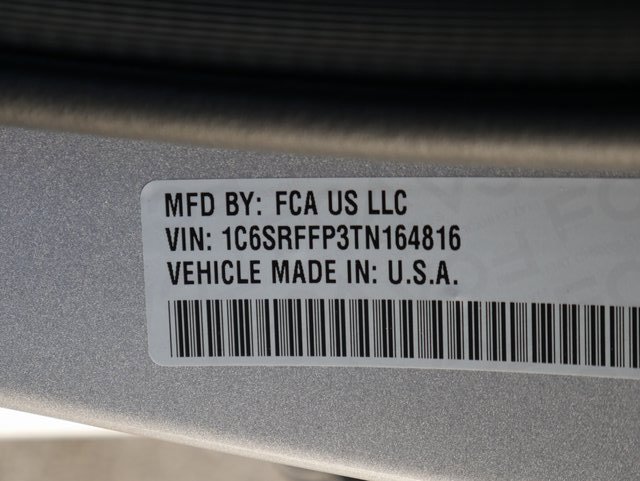 MFD BY: FCA US LLC
VIN: 1C6SRFFP3TN164816
VEHICLE MADE IN: U.S.A.